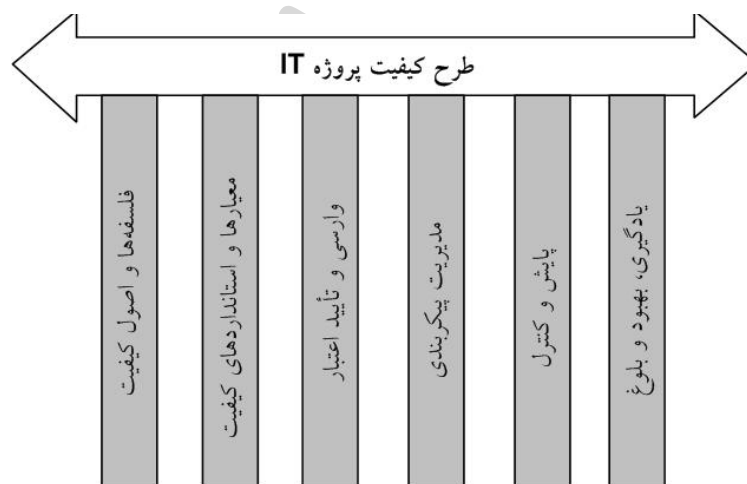 طرح کیفیت پروژه IT
یادگیری، بهبود و بلوغ
پایش و کنترل
مدیریت پیکربندی
وارسی و تأیید اعتبار
معیارها و استانداردهای کیفیت
فلسفه‌ها و اصول کیفیت